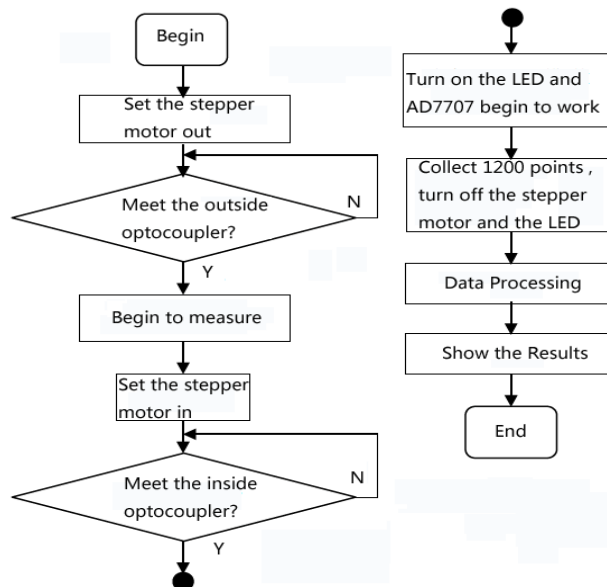 Begin
Set the stepper
motor out
N
Meet the outside
optocoupler?
Y
Begin to measure
Set the stepper
motor in
N
Meet the inside
optocoupler?
Y
Turn on the LED and
AD7707 begin to work
Collect 1200 points ,
turn off the stepper
motor and the LED
Data Processing
Show the Results
End